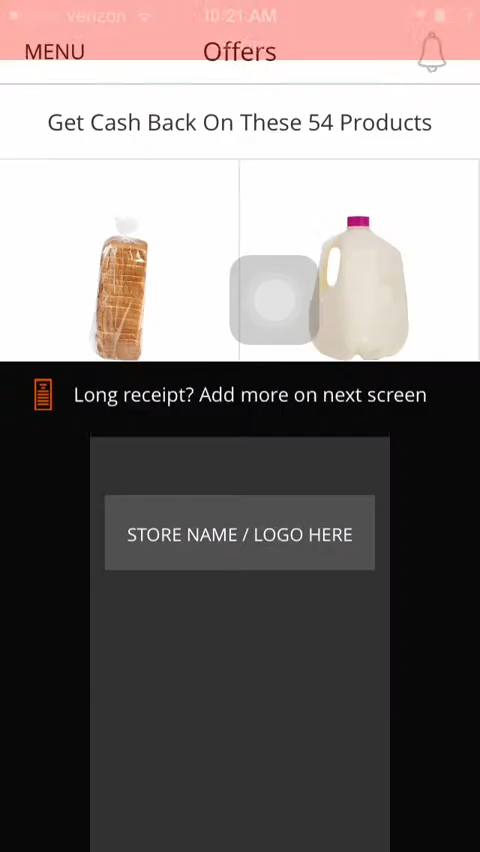 verizon 10:21 AM
MENU Offers
Get Cash Back On These 54 Products
Long receipt? Add more on next screen
STORE NAME / LOGO HERE